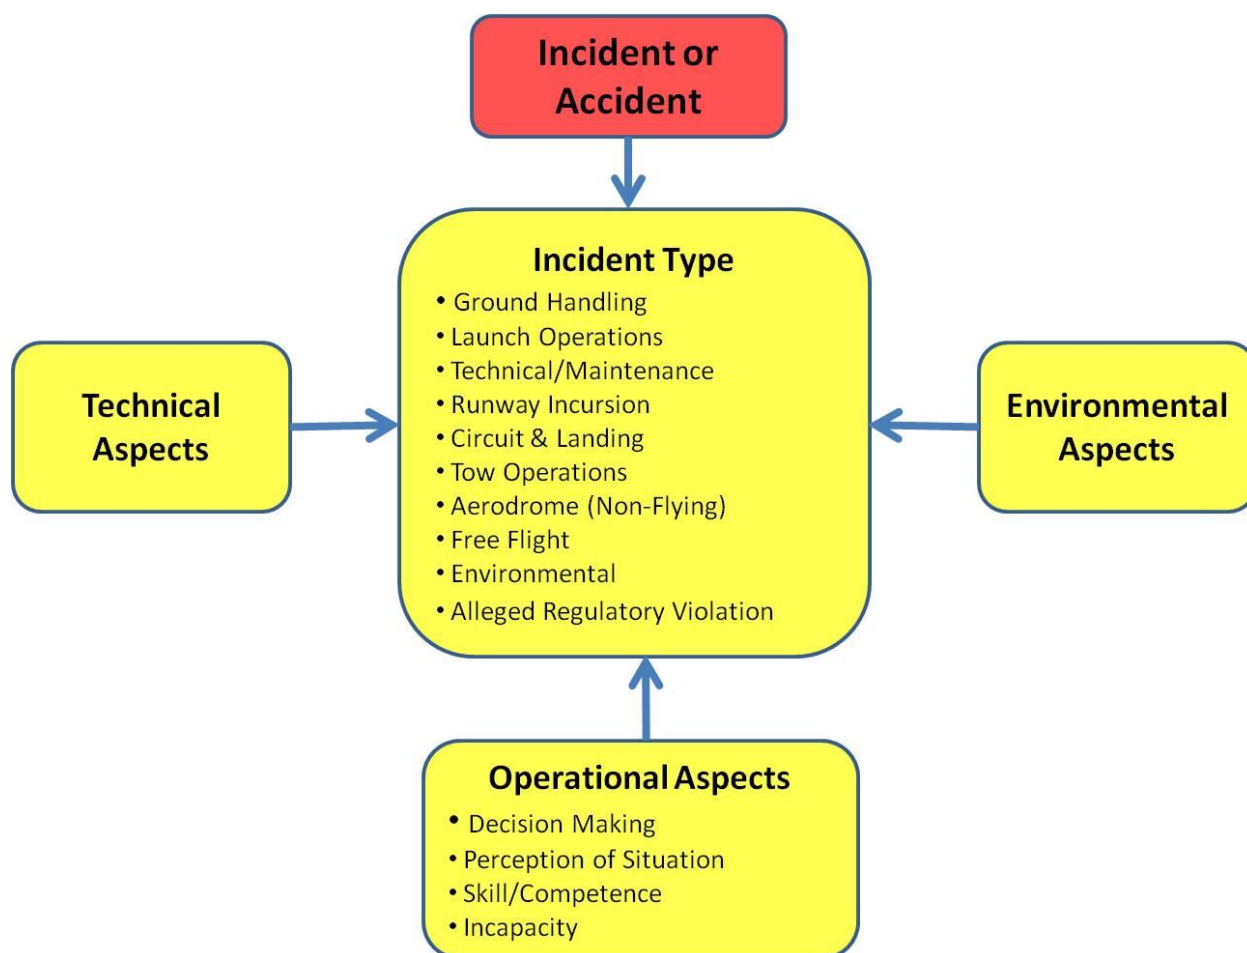 Incident or
Accident
Incident Type
• Ground Handling
• Launch Operations
• Technical/Maintenance
• Runway Incursion
• Circuit & Landing
• Tow Operations
• Aerodrome (Non-Flying)
• Free Flight
• Environmental
• Alleged Regulatory Violation
Technical
Aspects
Environmental
Aspects
Operational Aspects
• Decision Making
• Perception of Situation
• Skill/Competence
• Incapacity